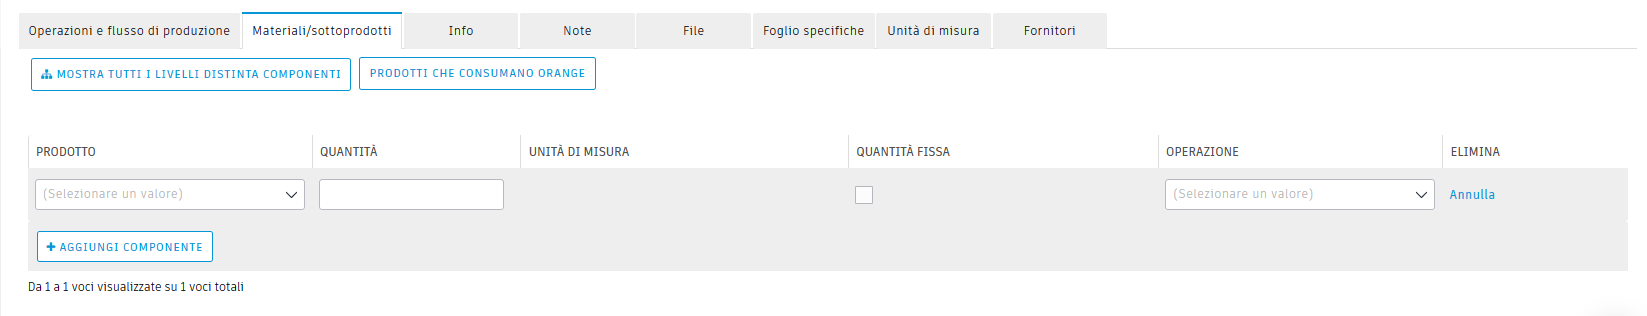 Operazioni e flusso di produzione Materiali/sottoprodotti Info Note File Foglio specifiche Unità di misura Fornitori
MOSTRA TUTTI I LIVELLI DISTINTA COMPONENTI PRODOTTI CHE CONSUMANO ORANGE
PRODOTTO QUANTITÀ UNITÀ DI MISURA QUANTITÀ FISSA OPERAZIONE ELIMINA
(Selezionare un valore) (Selezionare un valore) Annulla
+ AGGIUNGI COMPONENTE
Da 1 a 1 voci visualizzate su 1 voci totali